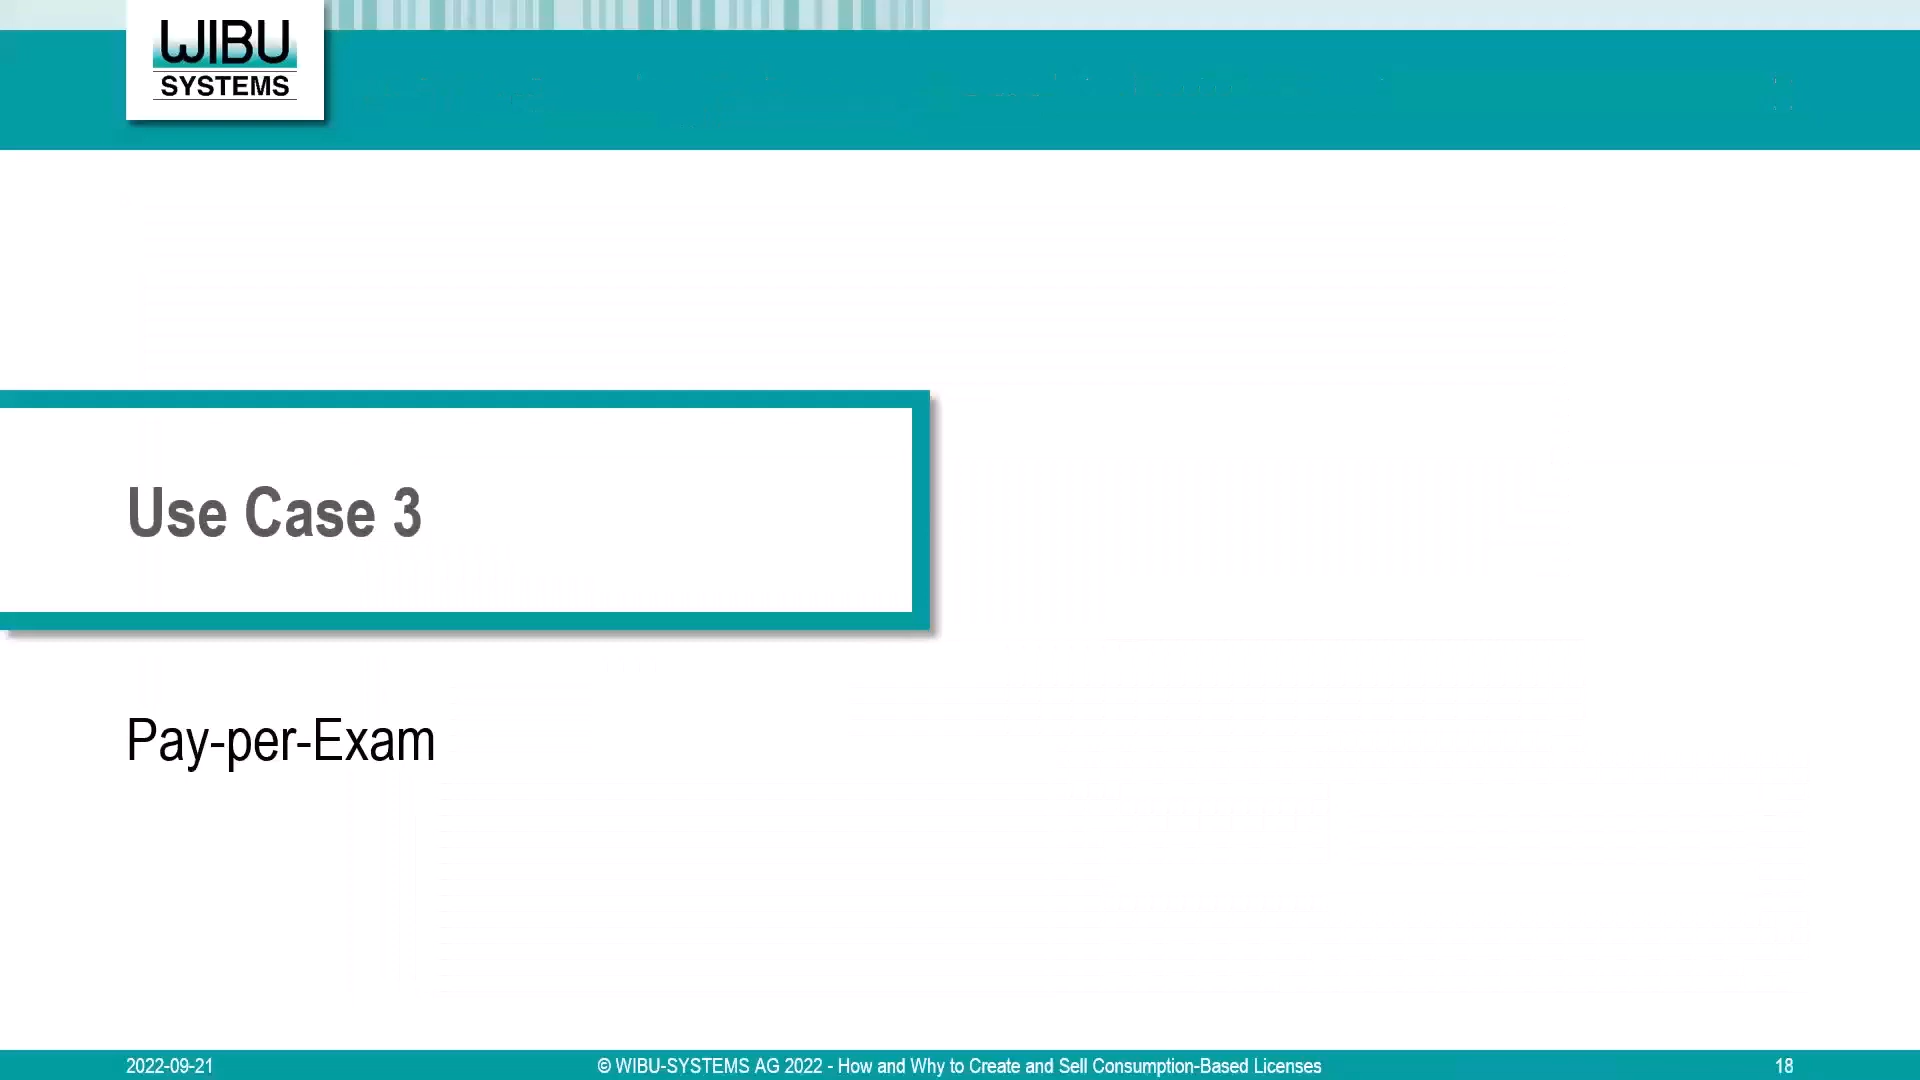 WIBU
SYSTEMS
Use Case 3
Pay-per-Exam
2022-09-21
© WIBU-SYSTEMS AG 2022 - How and Why to Create and Sell Consumption-Based Licenses
18